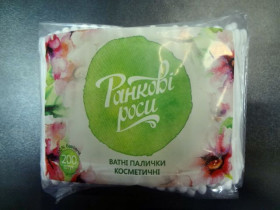 Ранкові
роси
ВАТНІ ПАЛИЧКИ
КОСМЕТИЧНІ
200